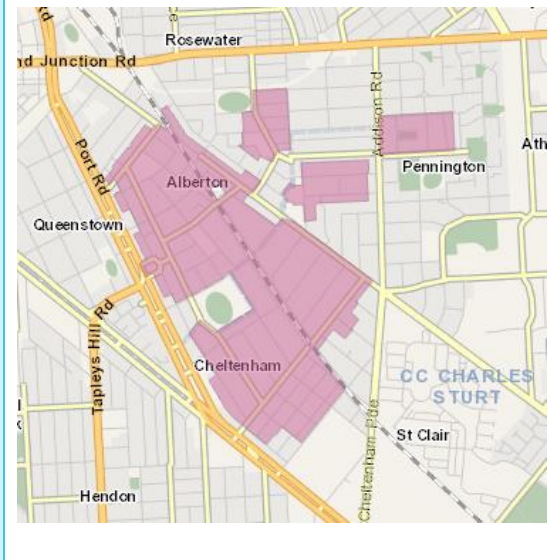 Rosewater
nd Junction Rd
Addison Rd
Port Rd
Rd
Ath
Pennington
Alberton
Queenstown
Tapleys Hill Rd
Cheltenham
CC CHARLES
STURT
St Clair
Cheltenham Pde
Hendon